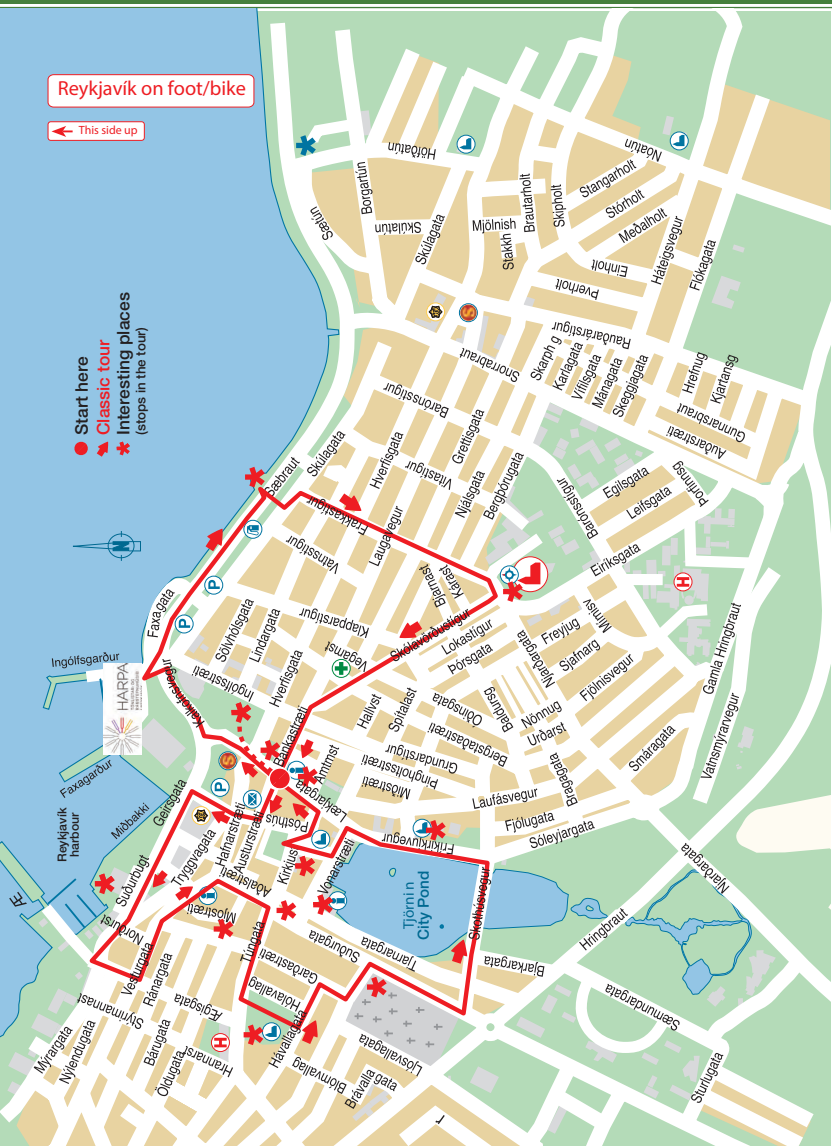 Reykjavík on foot/bike
This side up
Start here
Classic tour
Interesting places
(stops in the tour)
N
Ingólfsgarður
HARPA
Faxagarður
Reykjavík
harbour
Miðbakki
Geirsgata
Suðurbugt
Norðurst
Æ
Faxagata
Kalkofnsvegur
Sæbraut
Skúlagata
Sætún
Borgartún
Höfðatún
Skúlatún
Skúlagata
Mjölnish
Stakkh
Brautarholt
Skipholt
Stangarholt
Stórholt
Meðalholt
Nóatún
Einholt
Þverholt
Háteigsvegur
Flókagata
Rauðarárstígur
Snorrabraut
Skarph g
Karlagata
Vífilsgata
Mánagata
Skeggjagata
Hrefnug
Kjartansg
Gunnarsbraut
Auðarstræti
Barónsstígur
Hverfisgata
Vitastígur
Grettisgata
Njálsgata
Bergþórugata
Frakkastígur
Laugavegur
Vatnsstígur
Klapparstígur
Bjarnast
Kárast
Skólavörðustígur
Lokastígur
Þórsgata
Sölvhólsgata
Lindargata
Ingólfsstræti
Hverfisgata
Vegamst
Bankastræti
Hallvst
Spítalast
Óðinsgata
Bergstaðastræti
Grundarstígur
Þingholtsstræti
Miðstræti
Amtmst
Lækjargata
Baldursg
Nönnug
Urðarst
Bragagata
Njarðargata
Freyjug
Sjafnarg
Fjölnisvegur
Mímisv
Eiríksgata
Barónsstígur
Egilsgata
Leifsgata
Þorfinnsg
H
Gamla Hringbraut
Vatnsmýrarvegur
Smáragata
Laufásvegur
Fjólugata
Sóleyjargata
Fríkirkjuvegur
Njarðargata
Hringbraut
Sæmundargata
Sturlugata
Bjarkargata
Skothúsvegur
Tjörnin
City Pond
Tjarnargata
Suðurgata
Vonarstræti
Kirkjus
Pósthús
Austurstræti
Hafnarstræti
Tryggvagata
Aðalstræti
Mjóstræti
Túngata
Garðastræti
Hólavallag
Hávallagata
Blómvallag
Brávalla
gata
Ljósvallagata
Vesturgata
Ránargata
Stýrimannast
Ægisgata
Bárugata
Öldugata
Hrannarst
H
Mýrargata
Nýlendugata
P
P
P
S
S